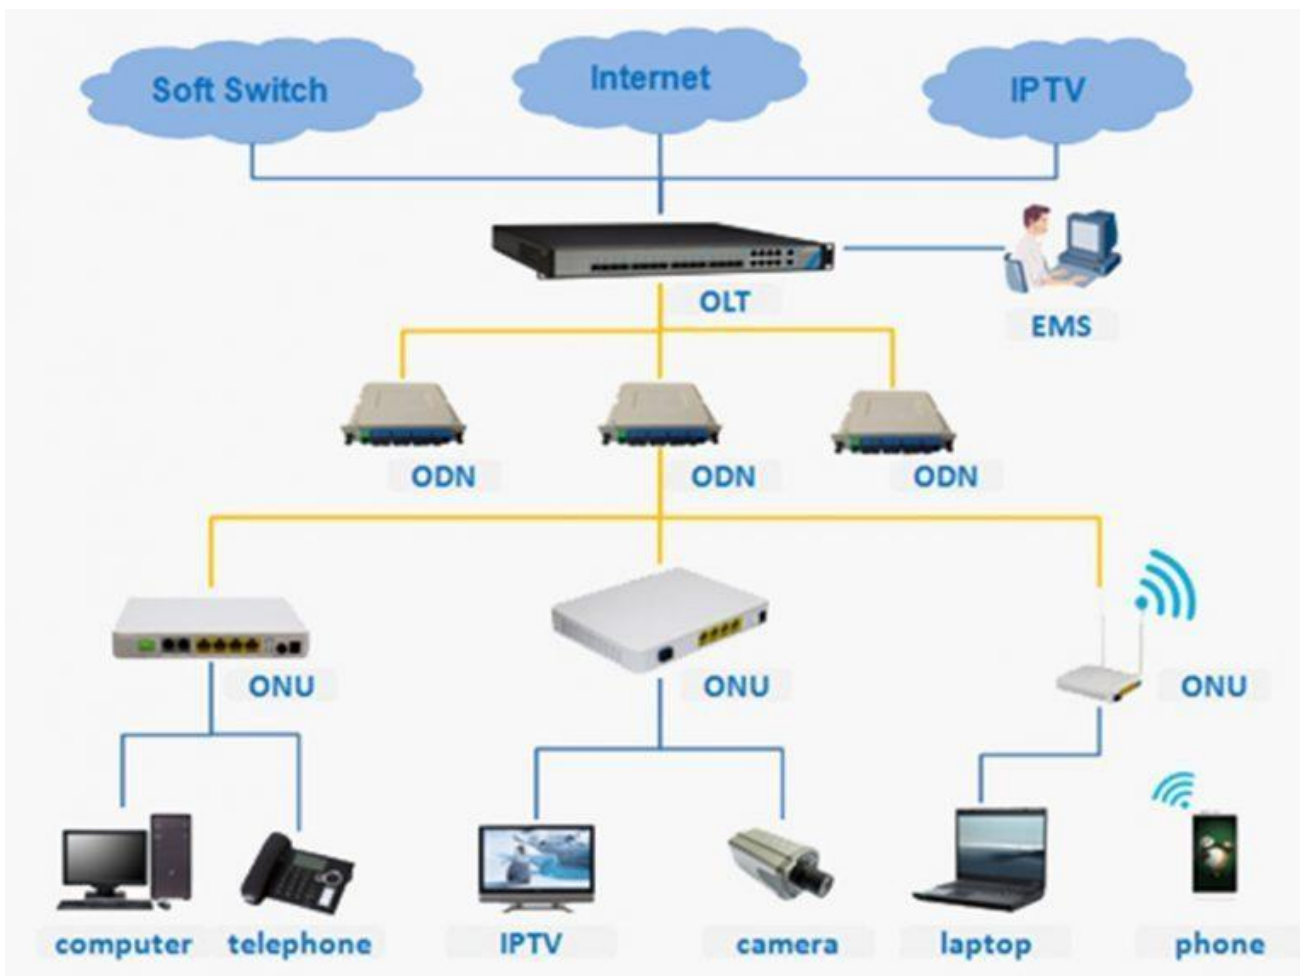 Soft Switch
Internet
IPTV
OLT
EMS
ODN
ODN
ODN
ONU
ONU
ONU
computer
telephone
IPTV
camera
laptop
phone